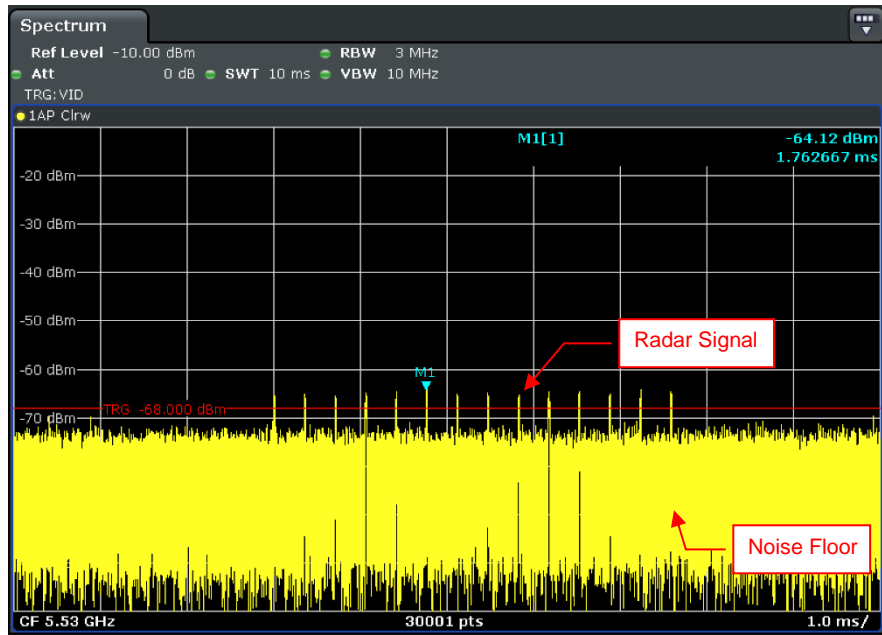 Spectrum
Ref Level -10.00 dBm RBW 3 MHz
Att 0 dB SWT 10 ms VBW 10 MHz
TRG:VID
1AP Clrw
M1[1] -64.12 dBm
1.762667 ms
-20 dBm
-30 dBm
-40 dBm
-50 dBm
Radar Signal
-60 dBm
M1
TRG -68.000 dBm
-70 dBm
Noise Floor
CF 5.53 GHz 30001 pts 1.0 ms/